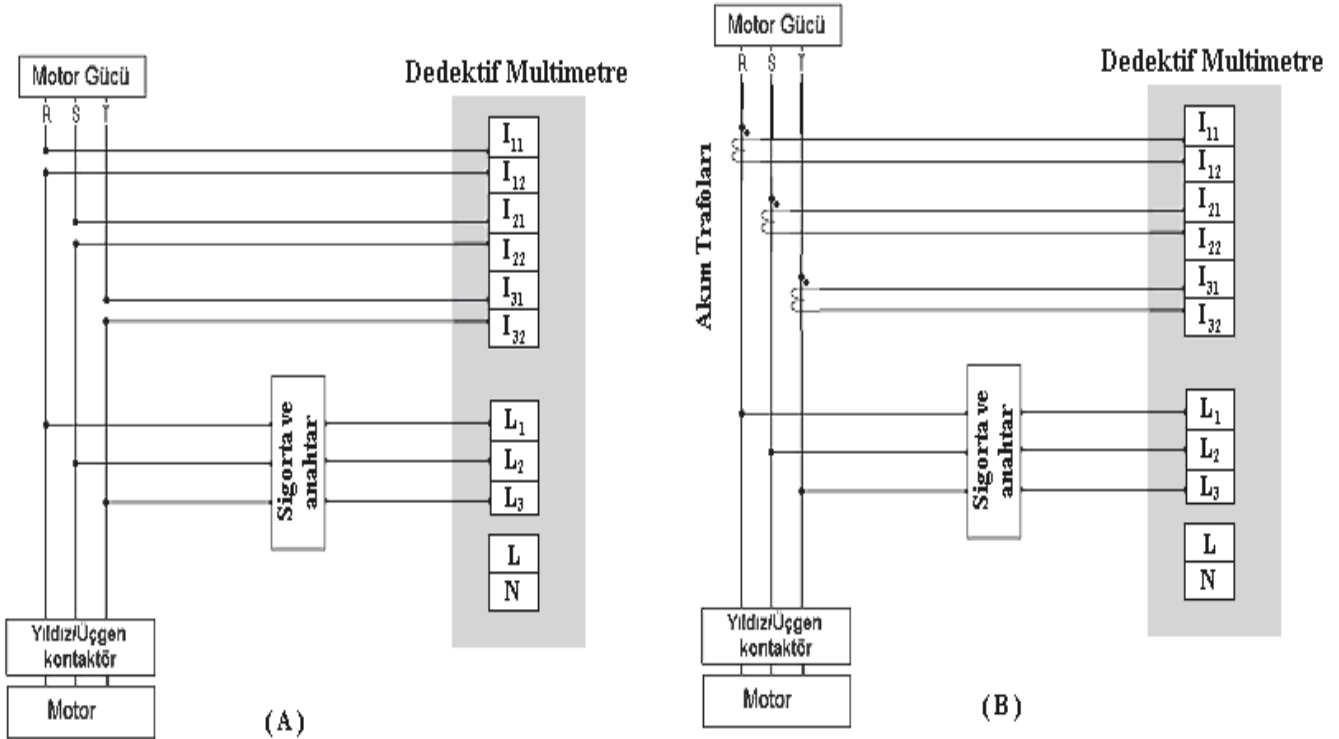 Motor Gücü
R S T
Dedektif Multimetre
I11
I12
I21
I22
I31
I32
Sigorta ve
anahtar
L1
L2
L3
L
N
Yıldız/Üçgen
kontaktör
Motor
(A)
Motor Gücü
R S T
Dedektif Multimetre
Akım Trafoları
I11
I12
I21
I22
I31
I32
Sigorta ve
anahtar
L1
L2
L3
L
N
Yıldız/Üçgen
kontaktör
Motor
(B)